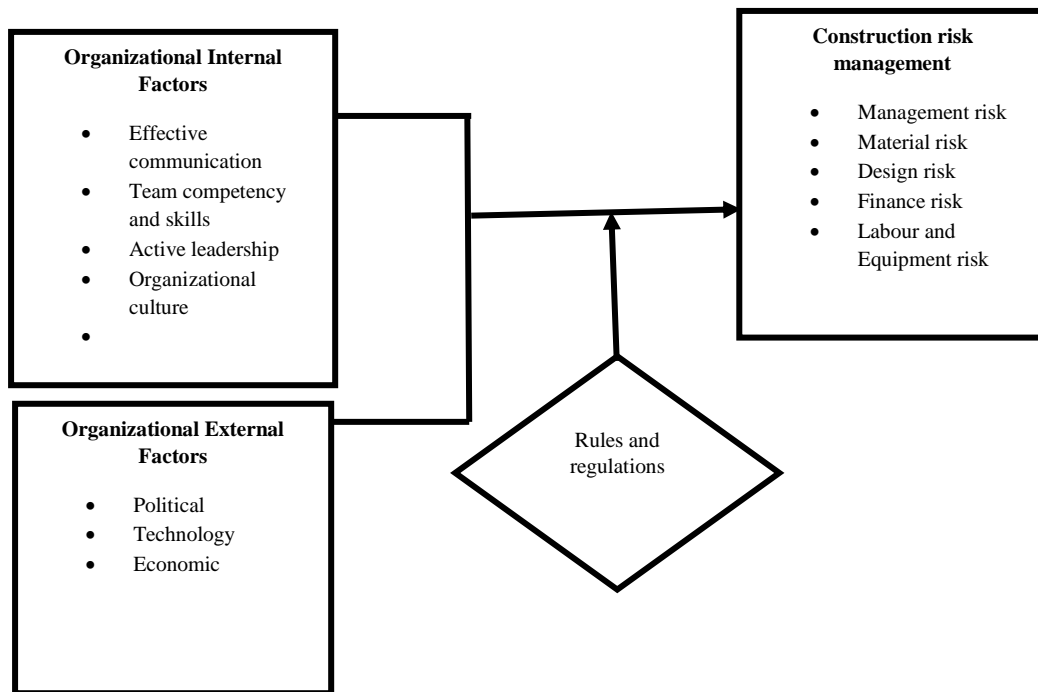 Organizational Internal
Factors
• Effective
communication
• Team competency
and skills
• Active leadership
• Organizational
culture
•
Organizational External
Factors
• Political
• Technology
• Economic
Rules and
regulations
Construction risk
management
• Management risk
• Material risk
• Design risk
• Finance risk
• Labour and
Equipment risk